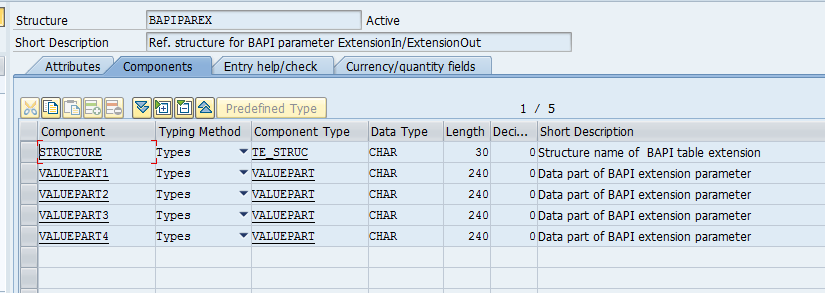 Structure BAPIPAREX Active
Short Description Ref. structure for BAPI parameter ExtensionIn/ExtensionOut
Attributes Components Entry help/check Currency/quantity fields
Predefined Type 1 / 5
Component Typing Method Component Type Data Type Length Deci... Short Description
STRUCTURE Types TE_STRUC CHAR 30 0 Structure name of BAPI table extension
VALUEPART1 Types VALUEPART CHAR 240 0 Data part of BAPI extension parameter
VALUEPART2 Types VALUEPART CHAR 240 0 Data part of BAPI extension parameter
VALUEPART3 Types VALUEPART CHAR 240 0 Data part of BAPI extension parameter
VALUEPART4 Types VALUEPART CHAR 240 0 Data part of BAPI extension parameter